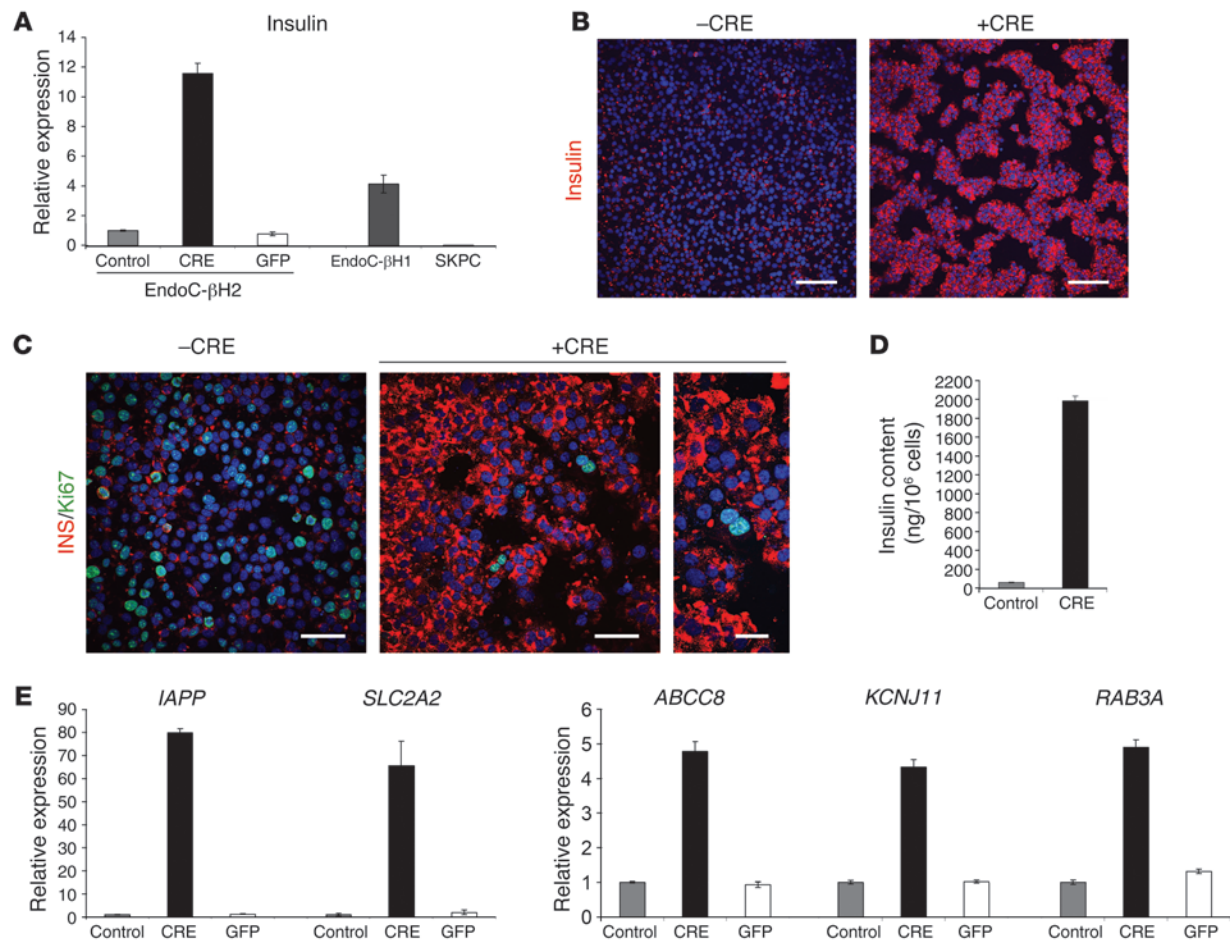 A
Insulin
Relative expression
14
12
10
8
6
4
2
0
Control CRE GFP EndoC-βH1 SKPC
EndoC-βH2
B
–CRE +CRE
Insulin
C
–CRE +CRE
INS/Ki67
D
Insulin content
(ng/10⁶ cells)
2200
2000
1800
1600
1400
1200
1000
800
600
400
200
0
Control CRE
E
IAPP SLC2A2
Relative expression
90
80
70
60
50
40
30
20
10
0
Control CRE GFP Control CRE GFP
ABCC8 KCNJ11 RAB3A
Relative expression
6
5
4
3
2
1
0
Control CRE GFP Control CRE GFP Control CRE GFP